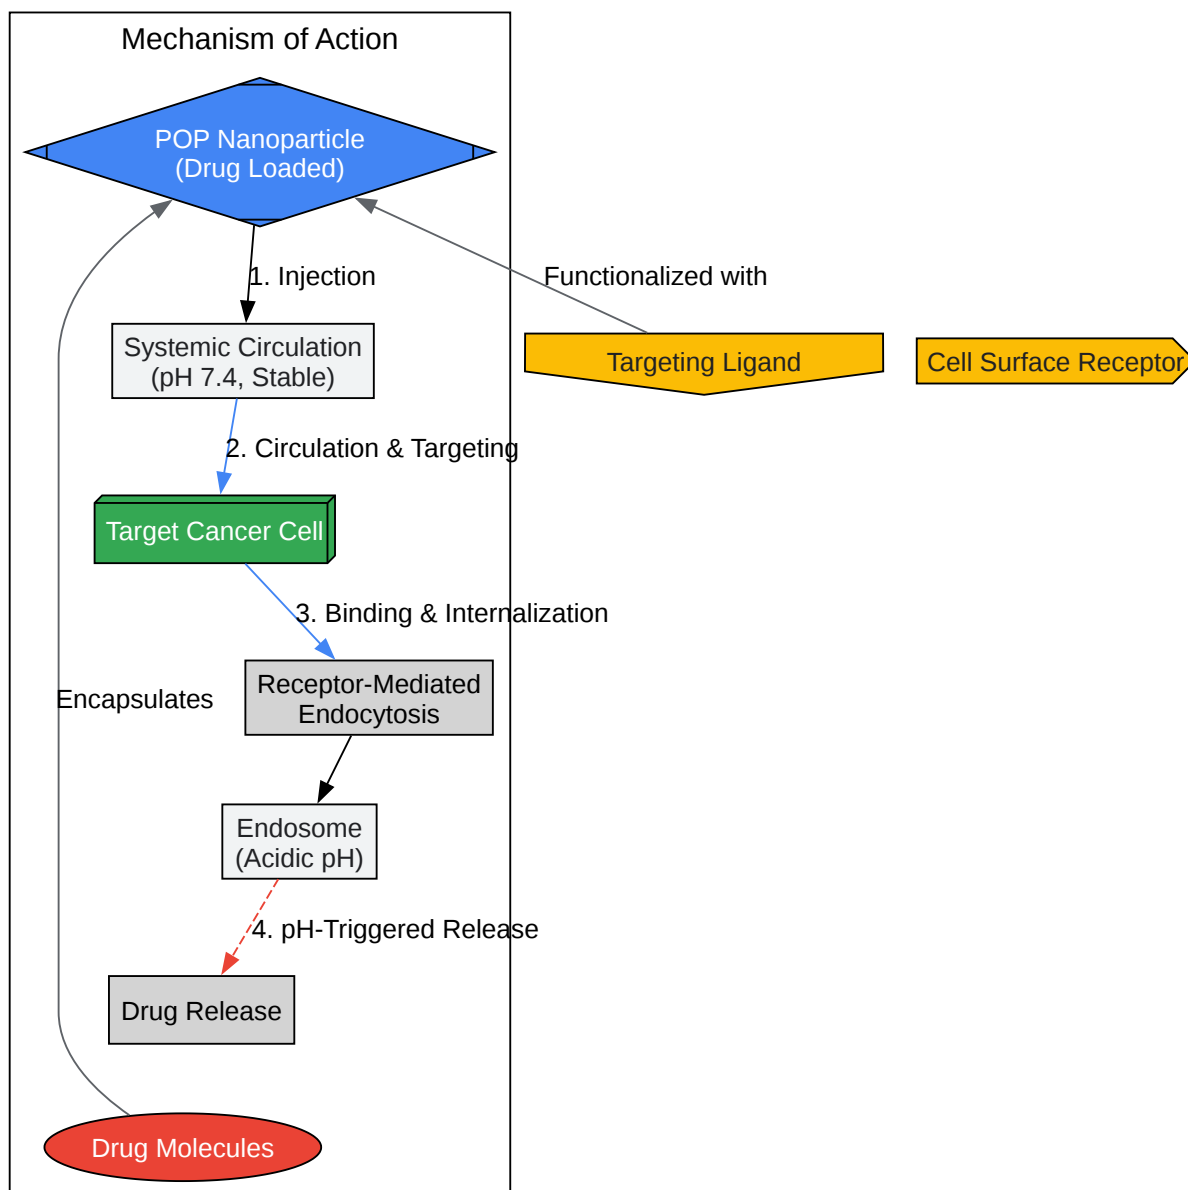 Mechanism of Action
POP Nanoparticle
(Drug Loaded)
1. Injection
Functionalized with
Systemic Circulation
(pH 7.4, Stable)
Targeting Ligand
Cell Surface Receptor
2. Circulation & Targeting
Target Cancer Cell
3. Binding & Internalization
Receptor-Mediated
Endocytosis
Encapsulates
Endosome
(Acidic pH)
4. pH-Triggered Release
Drug Release
Drug Molecules